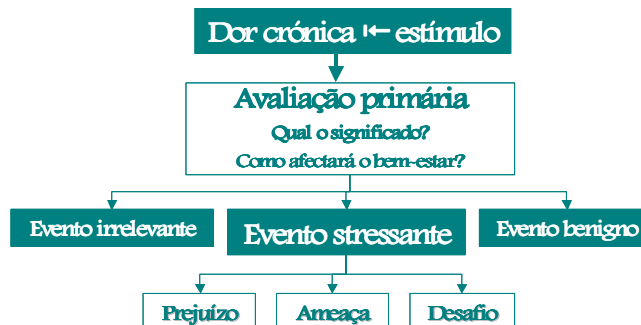 Dor crónica ꟾ← estímulo
Avaliação primária
Qual o significado?
Como afectará o bem-estar?
Evento irrelevante
Evento stressante
Evento benigno
Prejuízo
Ameaça
Desafio